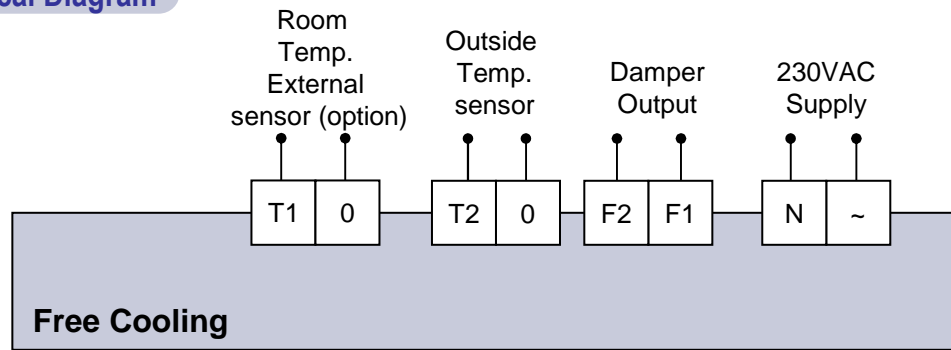 Diagram
Room
Temp.
External
sensor (option)
Outside
Temp.
sensor
Damper
Output
230VAC
Supply
T1 0 T2 0 F2 F1 N ~
Free Cooling